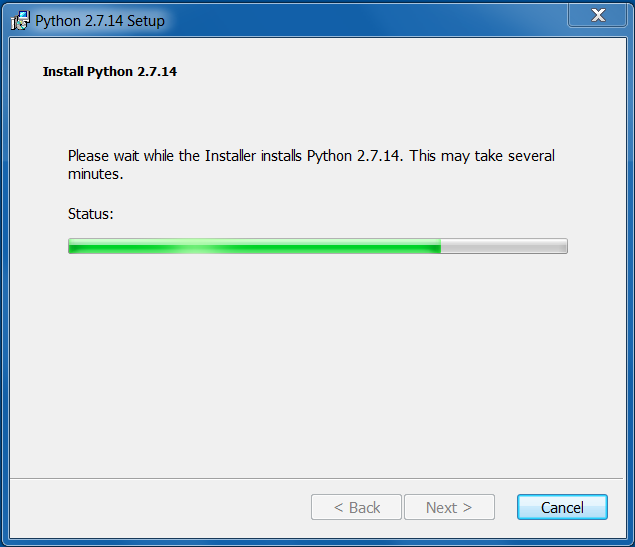 Python 2.7.14 Setup
Install Python 2.7.14
Please wait while the Installer installs Python 2.7.14. This may take several
minutes.
Status:
< Back
Next >
Cancel